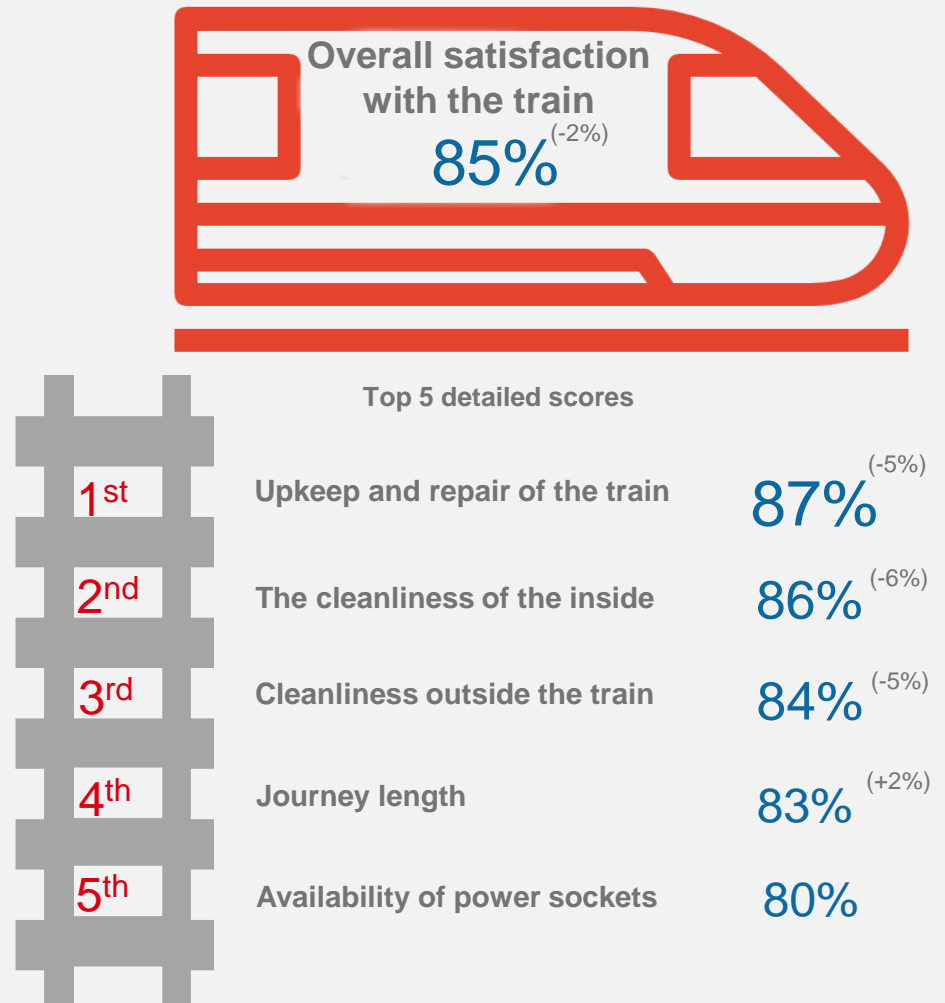 Overall satisfaction
with the train
85% (-2%)
Top 5 detailed scores
1st Upkeep and repair of the train 87% (-5%)
2nd The cleanliness of the inside 86% (-6%)
3rd Cleanliness outside the train 84% (-5%)
4th Journey length 83% (+2%)
5th Availability of power sockets 80%